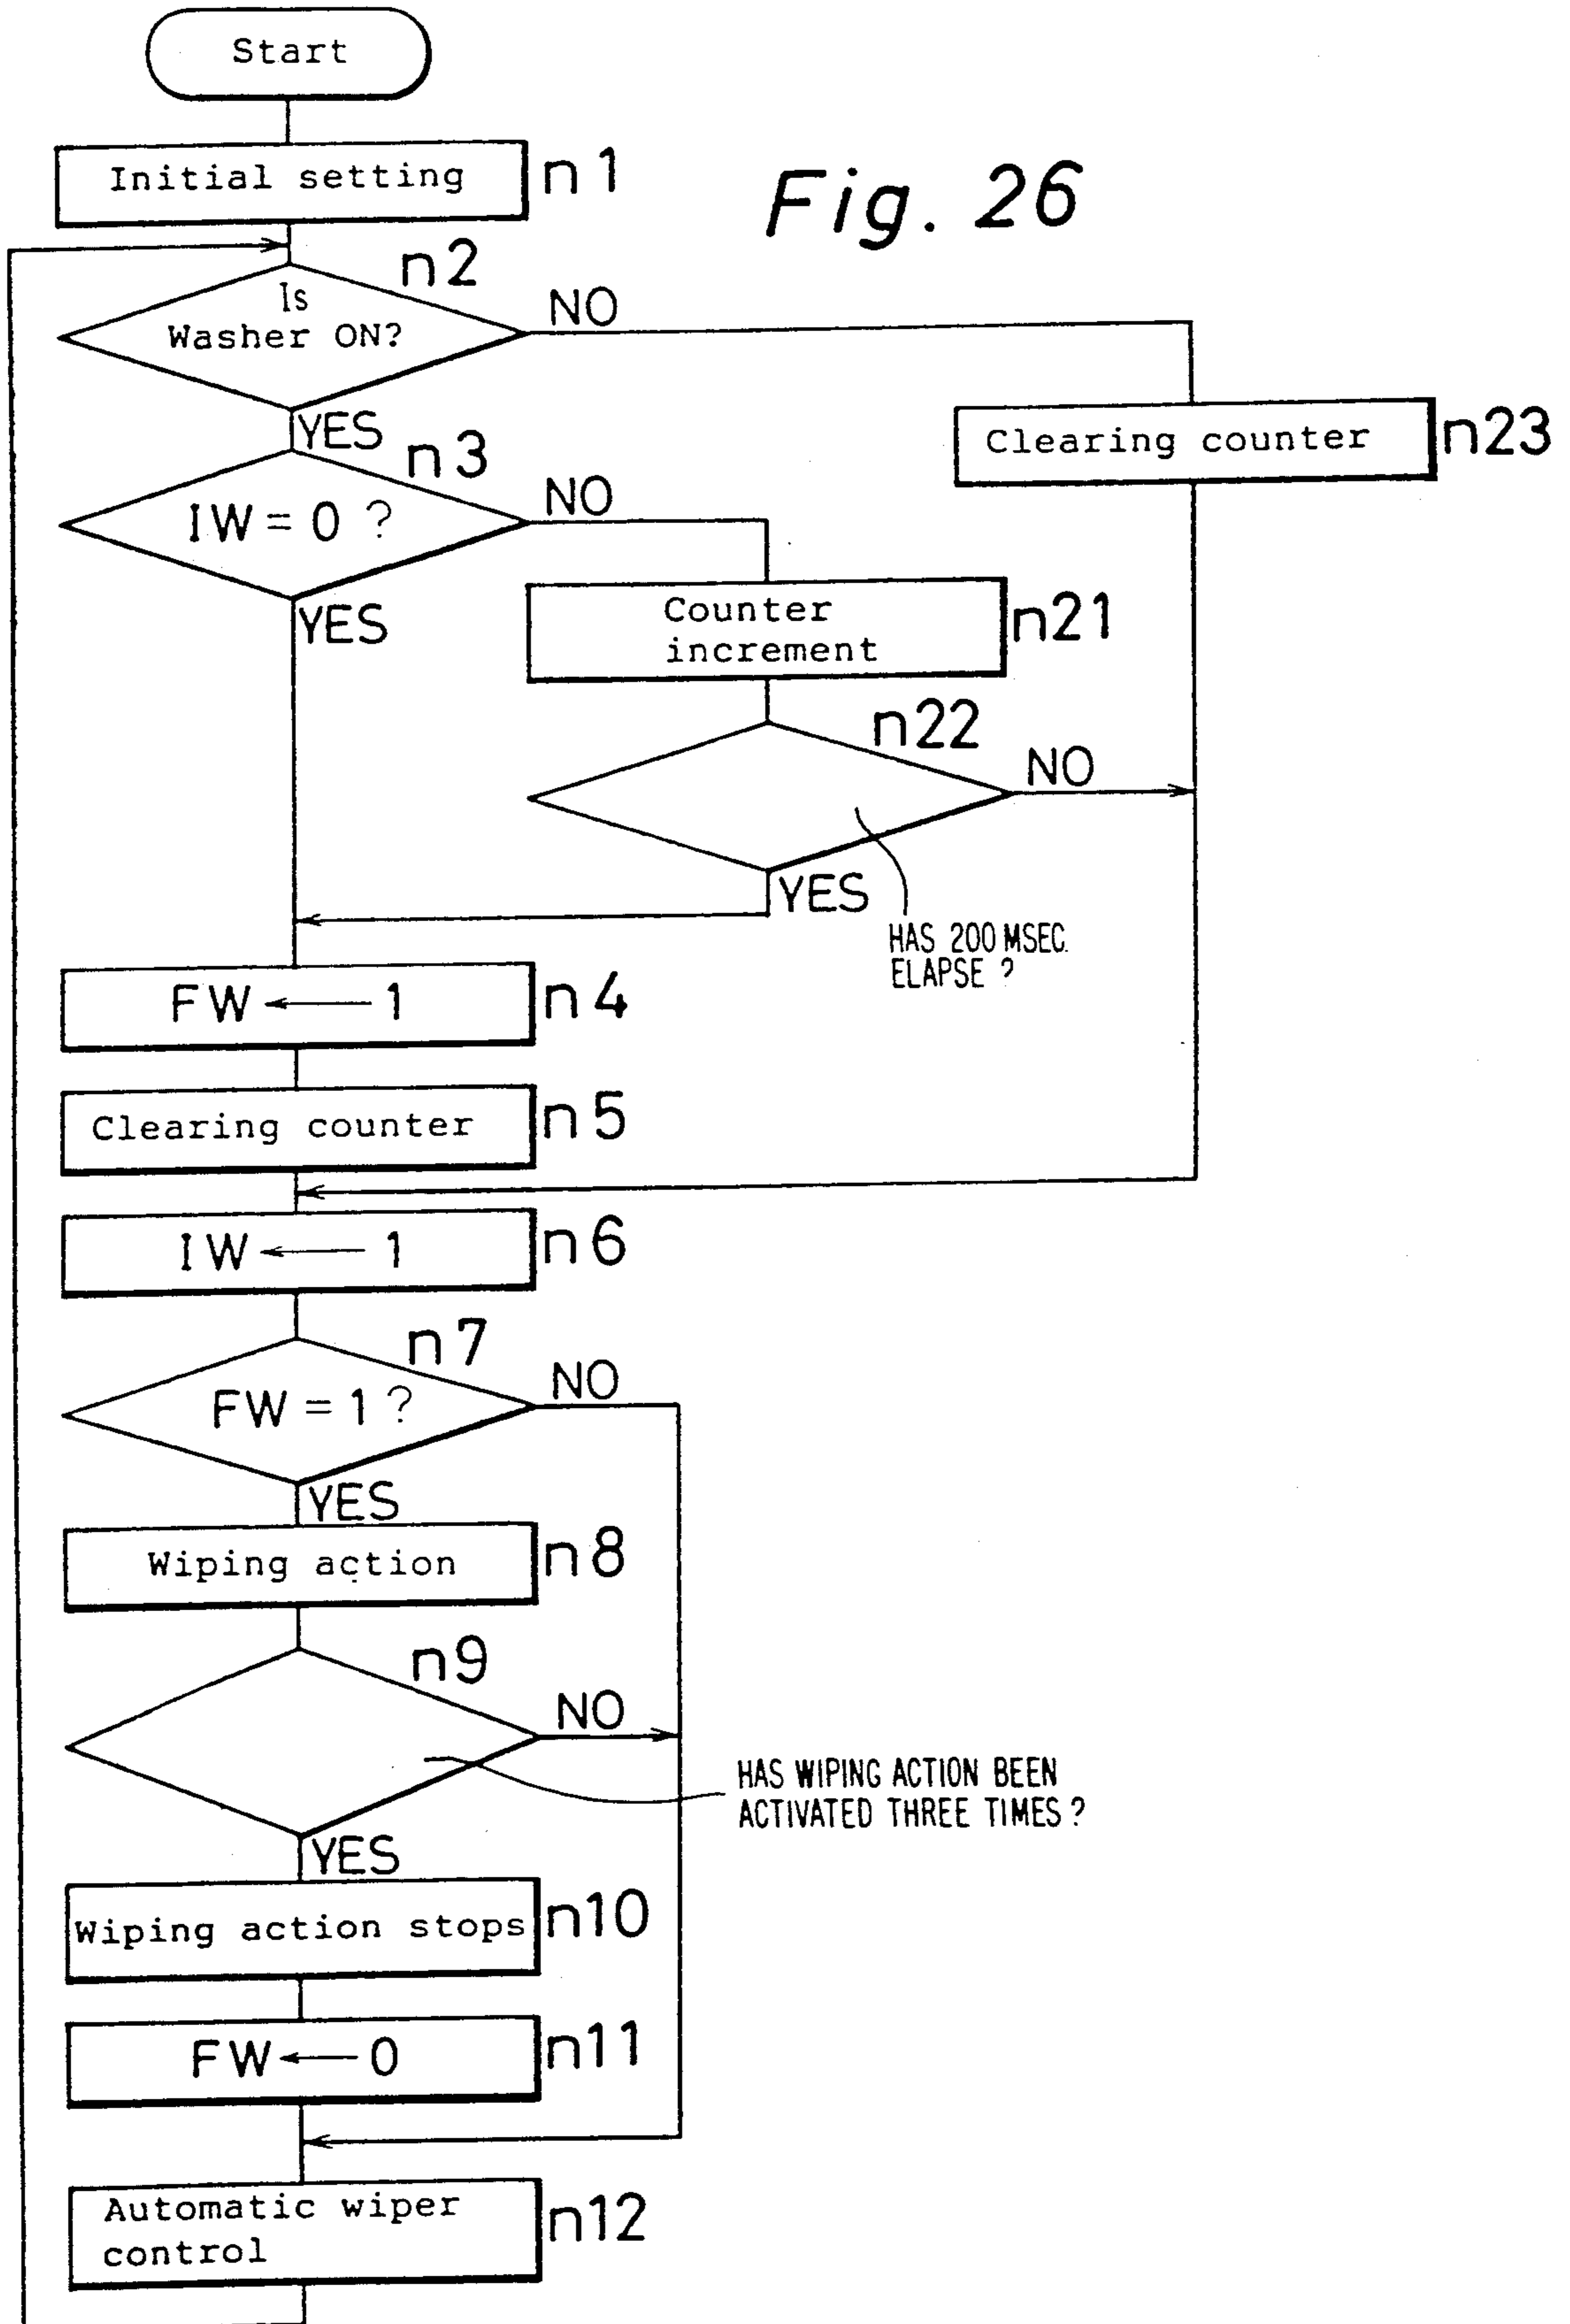 Start
Initial setting
n1
Fig. 26
n2
Is
Washer ON?
NO
YES
Clearing counter
n23
n3
IW = 0 ?
NO
YES
Counter
increment
n21
n22
NO
YES
HAS 200 MSEC.
ELAPSE ?
FW ← 1
n4
Clearing counter
n5
IW ← 1
n6
n7
FW = 1 ?
NO
YES
Wiping action
n8
n9
NO
YES
HAS WIPING ACTION BEEN
ACTIVATED THREE TIMES ?
Wiping action stops
n10
FW ← 0
n11
Automatic wiper
control
n12